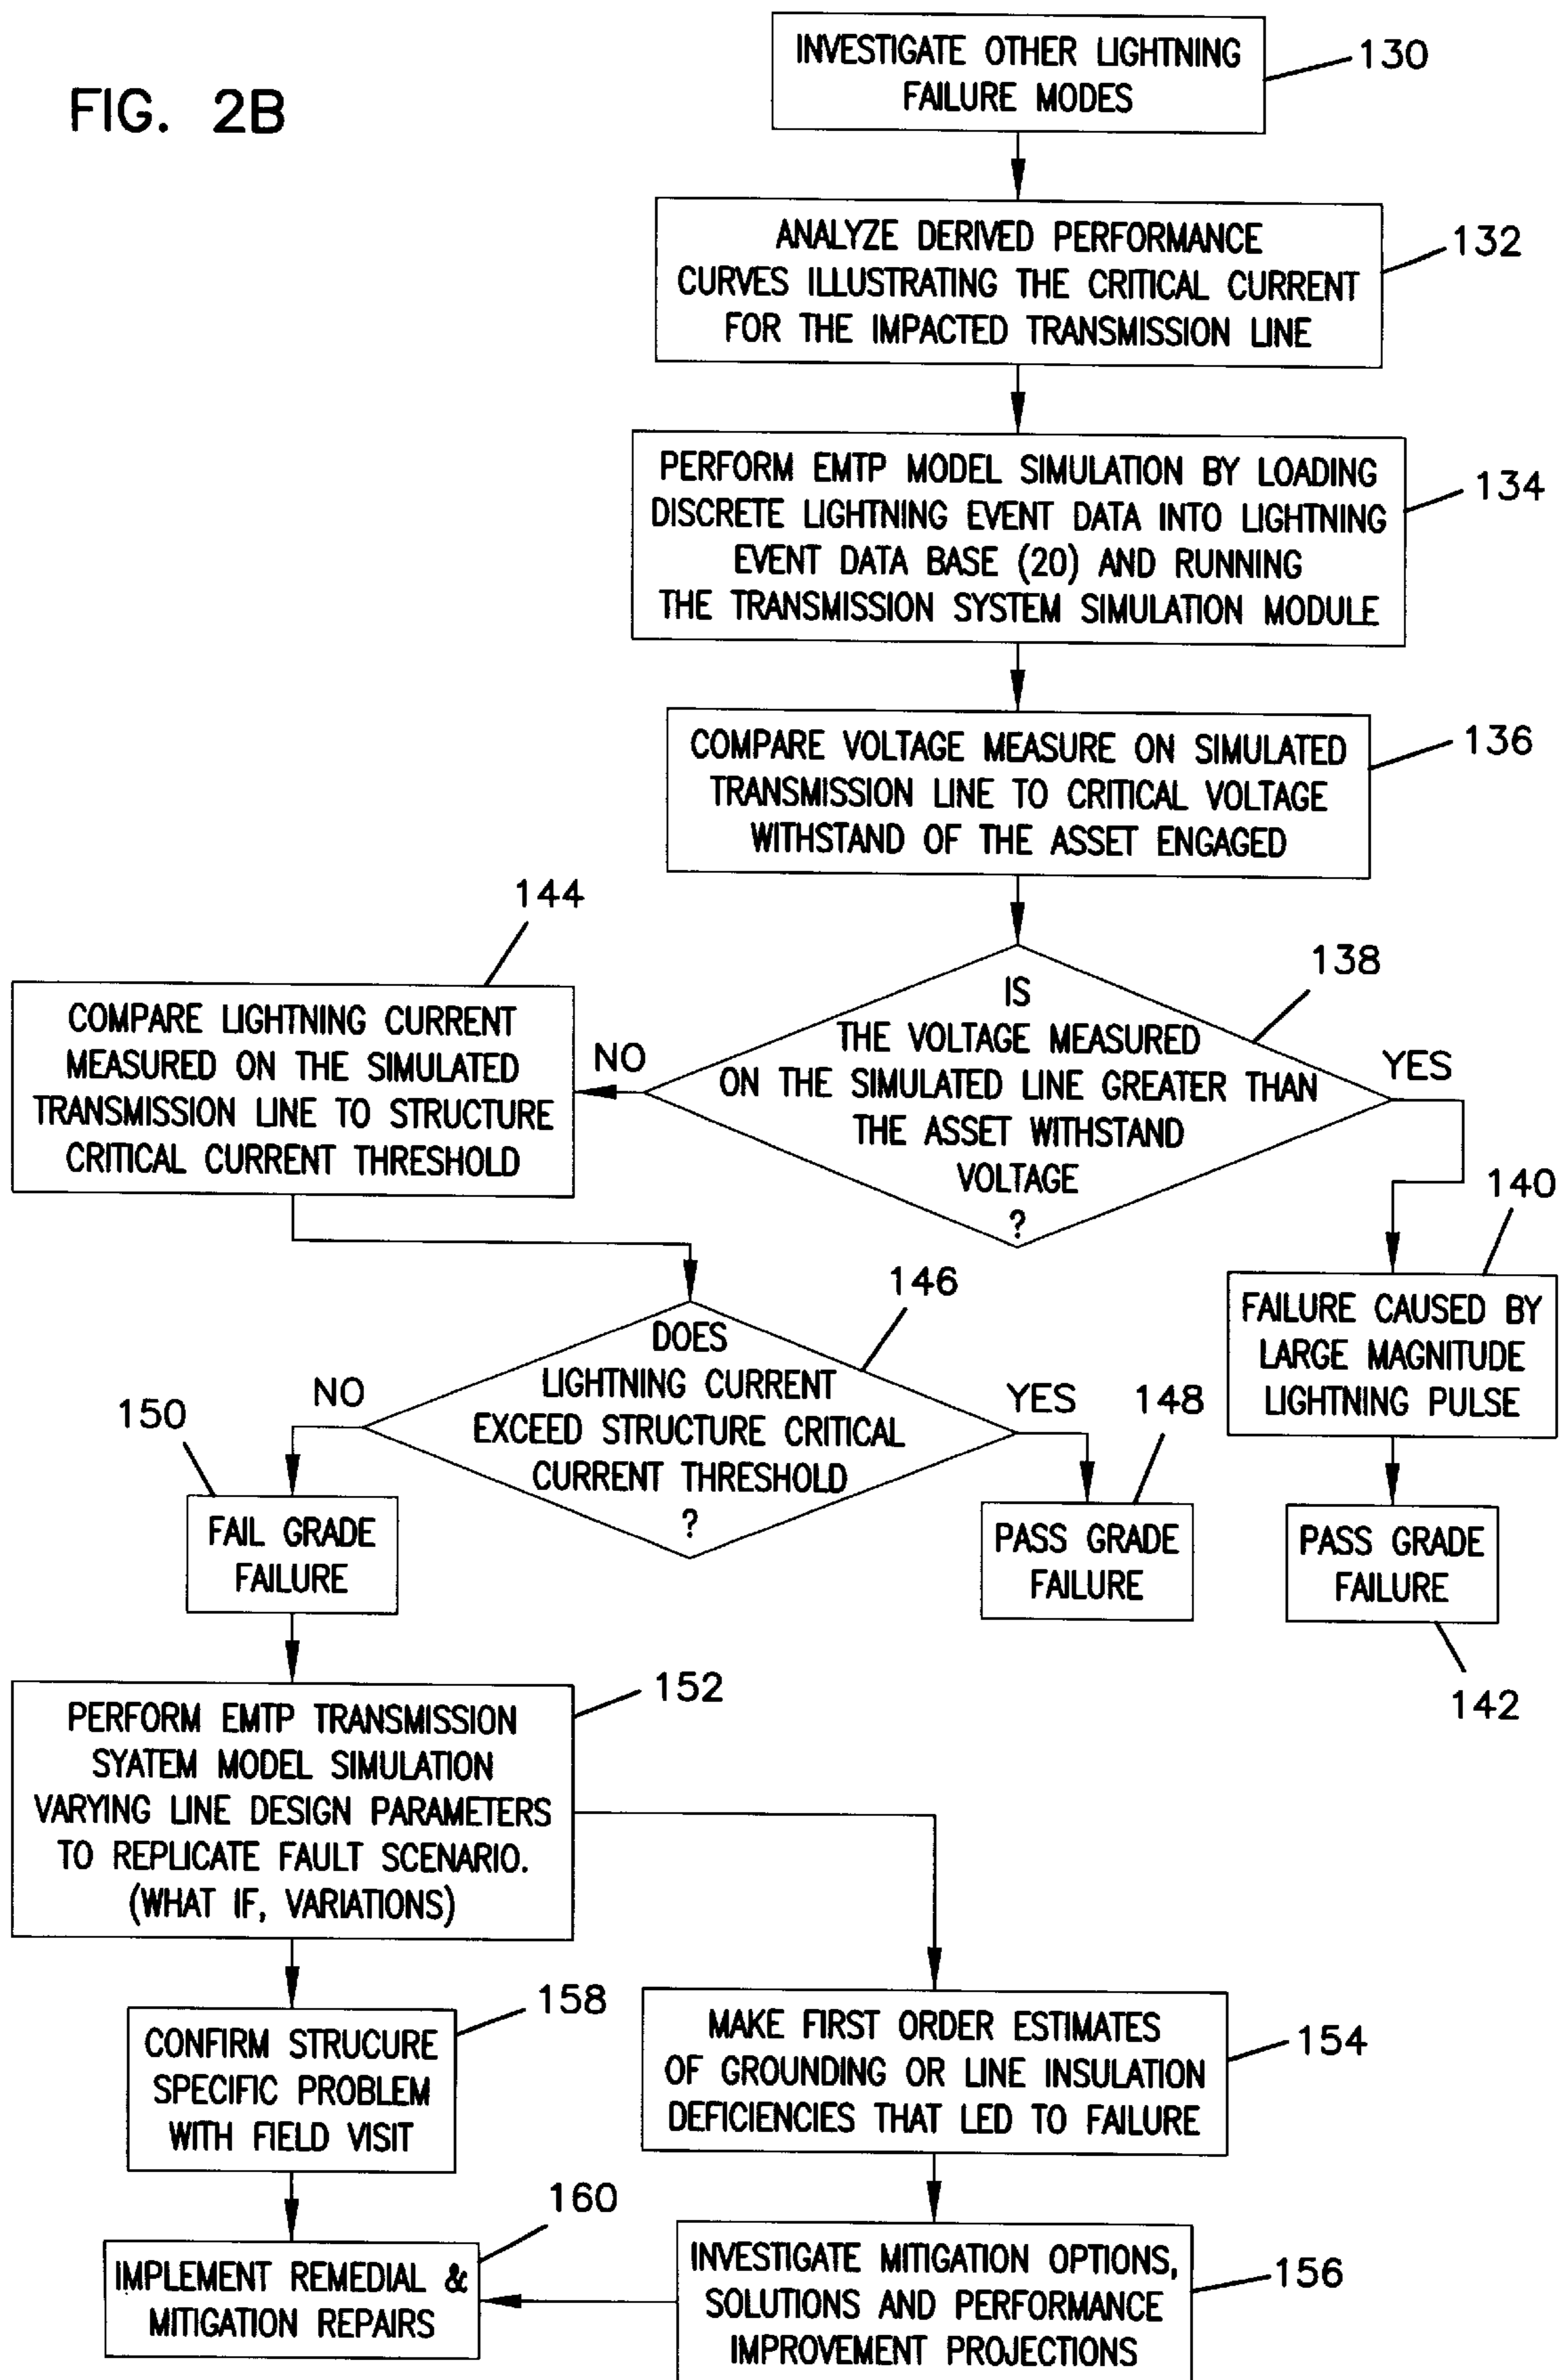 FIG. 2B
INVESTIGATE OTHER LIGHTNING
FAILURE MODES
130
ANALYZE DERIVED PERFORMANCE
CURVES ILLUSTRATING THE CRITICAL CURRENT
FOR THE IMPACTED TRANSMISSION LINE
132
PERFORM EMTP MODEL SIMULATION BY LOADING
DISCRETE LIGHTNING EVENT DATA INTO LIGHTNING
EVENT DATA BASE (20) AND RUNNING
THE TRANSMISSION SYSTEM SIMULATION MODULE
134
COMPARE VOLTAGE MEASURE ON SIMULATED
TRANSMISSION LINE TO CRITICAL VOLTAGE
WITHSTAND OF THE ASSET ENGAGED
136
IS
THE VOLTAGE MEASURED
ON THE SIMULATED LINE GREATER THAN
THE ASSET WITHSTAND
VOLTAGE
?
138
NO
YES
144
COMPARE LIGHTNING CURRENT
MEASURED ON THE SIMULATED
TRANSMISSION LINE TO STRUCTURE
CRITICAL CURRENT THRESHOLD
140
FAILURE CAUSED BY
LARGE MAGNITUDE
LIGHTNING PULSE
PASS GRADE
FAILURE
142
146
DOES
LIGHTNING CURRENT
EXCEED STRUCTURE CRITICAL
CURRENT THRESHOLD
?
NO
YES
148
PASS GRADE
FAILURE
150
FAIL GRADE
FAILURE
152
PERFORM EMTP TRANSMISSION
SYATEM MODEL SIMULATION
VARYING LINE DESIGN PARAMETERS
TO REPLICATE FAULT SCENARIO.
(WHAT IF, VARIATIONS)
158
CONFIRM STRUCURE
SPECIFIC PROBLEM
WITH FIELD VISIT
MAKE FIRST ORDER ESTIMATES
OF GROUNDING OR LINE INSULATION
DEFICIENCIES THAT LED TO FAILURE
154
160
IMPLEMENT REMEDIAL &
MITIGATION REPAIRS
INVESTIGATE MITIGATION OPTIONS,
SOLUTIONS AND PERFORMANCE
IMPROVEMENT PROJECTIONS
156